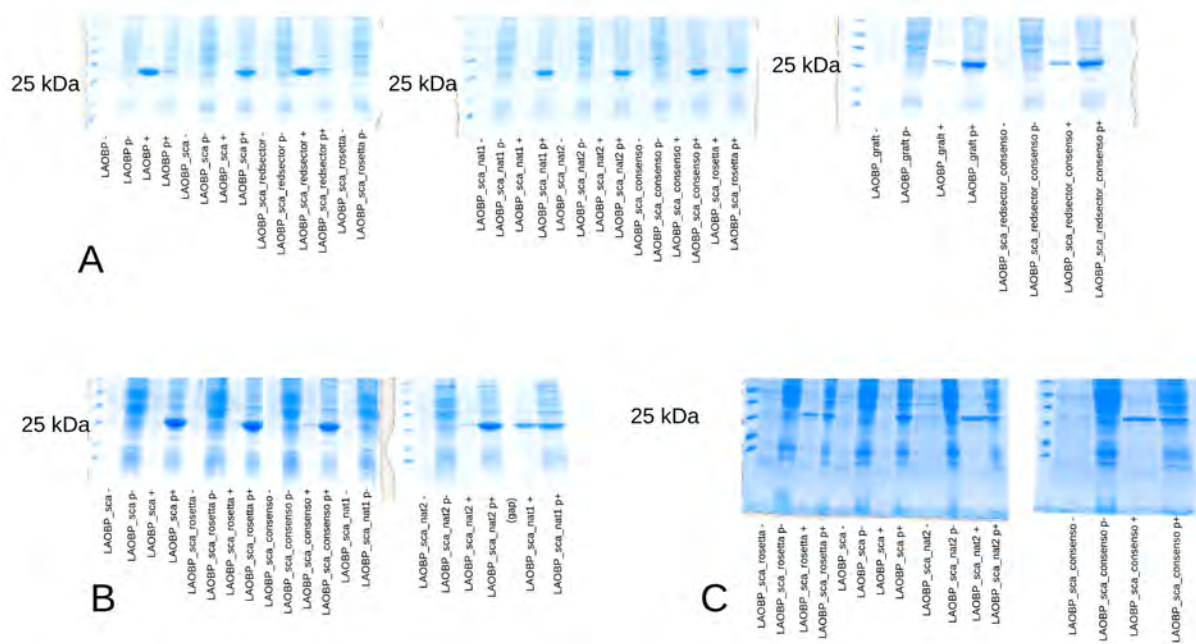 25 kDa
25 kDa
25 kDa
LAOBP -
LAOBP p-
LAOBP +
LAOBP p+
LAOBP_sca -
LAOBP_sca p-
LAOBP_sca +
LAOBP_sca p+
LAOBP_sca_redsector -
LAOBP_sca_redsector p-
LAOBP_sca_redsector +
LAOBP_sca_redsector p+
LAOBP_sca_rosetta -
LAOBP_sca_rosetta p-
LAOBP_sca_nat1 -
LAOBP_sca_nat1 p-
LAOBP_sca_nat1 +
LAOBP_sca_nat1 p+
LAOBP_sca_nat2 -
LAOBP_sca_nat2 p-
LAOBP_sca_nat2 +
LAOBP_sca_nat2 p+
LAOBP_sca_consenso -
LAOBP_sca_consenso p-
LAOBP_sca_consenso +
LAOBP_sca_consenso p+
LAOBP_sca_rosetta +
LAOBP_sca_rosetta p+
LAOBP_graft -
LAOBP_graft p-
LAOBP_graft +
LAOBP_graft p+
LAOBP_sca_redsector_consenso -
LAOBP_sca_redsector_consenso p-
LAOBP_sca_redsector_consenso +
LAOBP_sca_redsector_consenso p+
A
25 kDa
25 kDa
LAOBP_sca -
LAOBP_sca p-
LAOBP_sca +
LAOBP_sca p+
LAOBP_sca_rosetta -
LAOBP_sca_rosetta p-
LAOBP_sca_rosetta +
LAOBP_sca_rosetta p+
LAOBP_sca_consenso -
LAOBP_sca_consenso p-
LAOBP_sca_consenso +
LAOBP_sca_consenso p+
LAOBP_sca_nat1 -
LAOBP_sca_nat1 p-
LAOBP_sca_nat2 -
LAOBP_sca_nat2 p-
LAOBP_sca_nat2 +
LAOBP_sca_nat2 p+
(gap)
LAOBP_sca_nat1 +
LAOBP_sca_nat1 p+
B
LAOBP_sca_rosetta -
LAOBP_sca_rosetta p-
LAOBP_sca_rosetta +
LAOBP_sca_rosetta p+
LAOBP_sca -
LAOBP_sca p-
LAOBP_sca +
LAOBP_sca p+
LAOBP_sca_nat2 -
LAOBP_sca_nat2 p-
LAOBP_sca_nat2 +
LAOBP_sca_nat2 p+
LAOBP_sca_consenso -
LAOBP_sca_consenso p-
LAOBP_sca_consenso +
LAOBP_sca_consenso p+
C